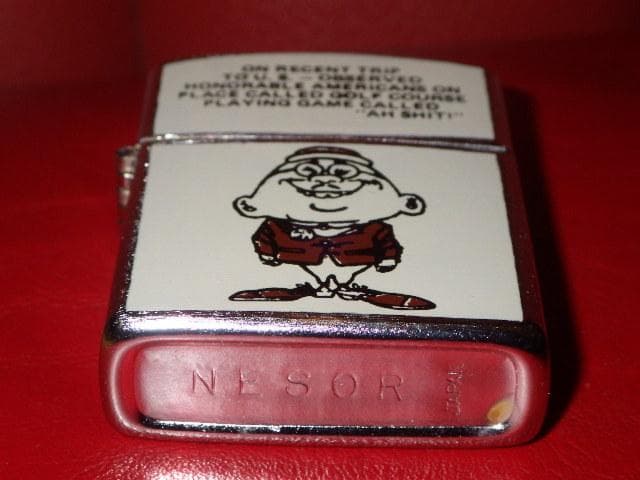 ON RECENT TRIP
TO U. S. — OBSERVED
HONORABLE AMERICANS ON
PLACE CALLED GOLF COURSE
PLAYING GAME CALLED
"AH SHIT!"
NESOR
JAPAN